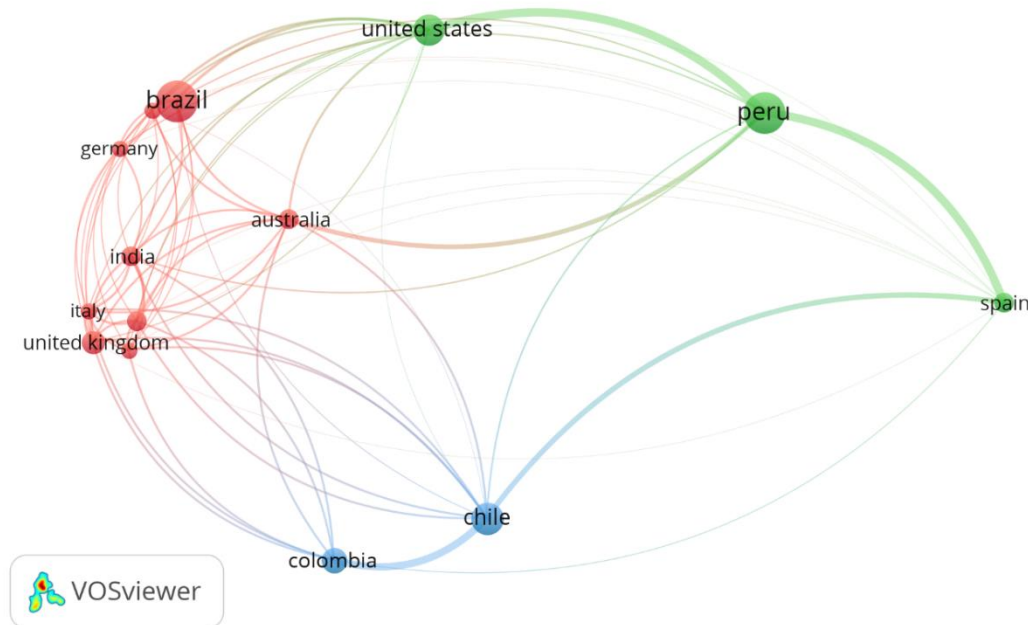 united states
brazil
peru
germany
australia
india
italy
spain
united kingdom
chile
colombia
VOSviewer